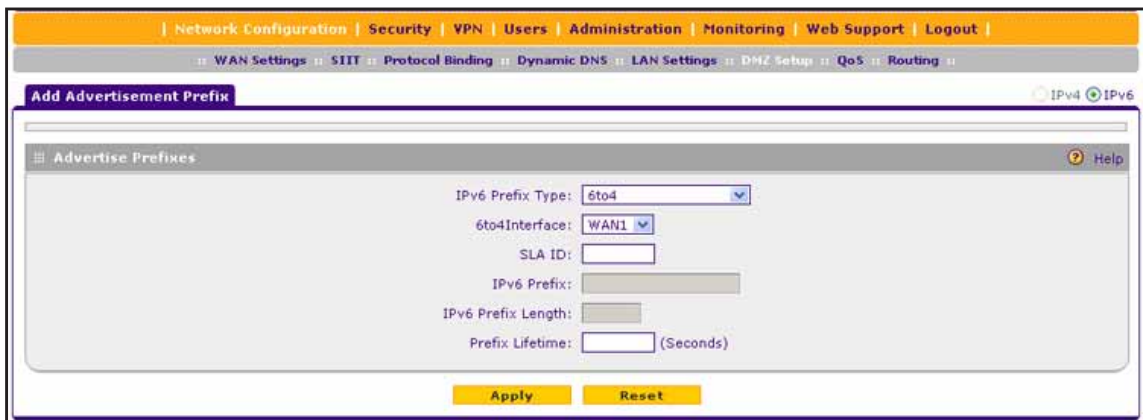 | Network Configuration | Security | VPN | Users | Administration | Monitoring | Web Support | Logout |
:: WAN Settings :: SIIT :: Protocol Binding :: Dynamic DNS :: LAN Settings :: DMZ Setup :: QoS :: Routing ::
Add Advertisement Prefix
IPv4 IPv6
Advertise Prefixes
? Help
IPv6 Prefix Type: 6to4
6to4Interface: WAN1
SLA ID:
IPv6 Prefix:
IPv6 Prefix Length:
Prefix Lifetime: (Seconds)
Apply Reset